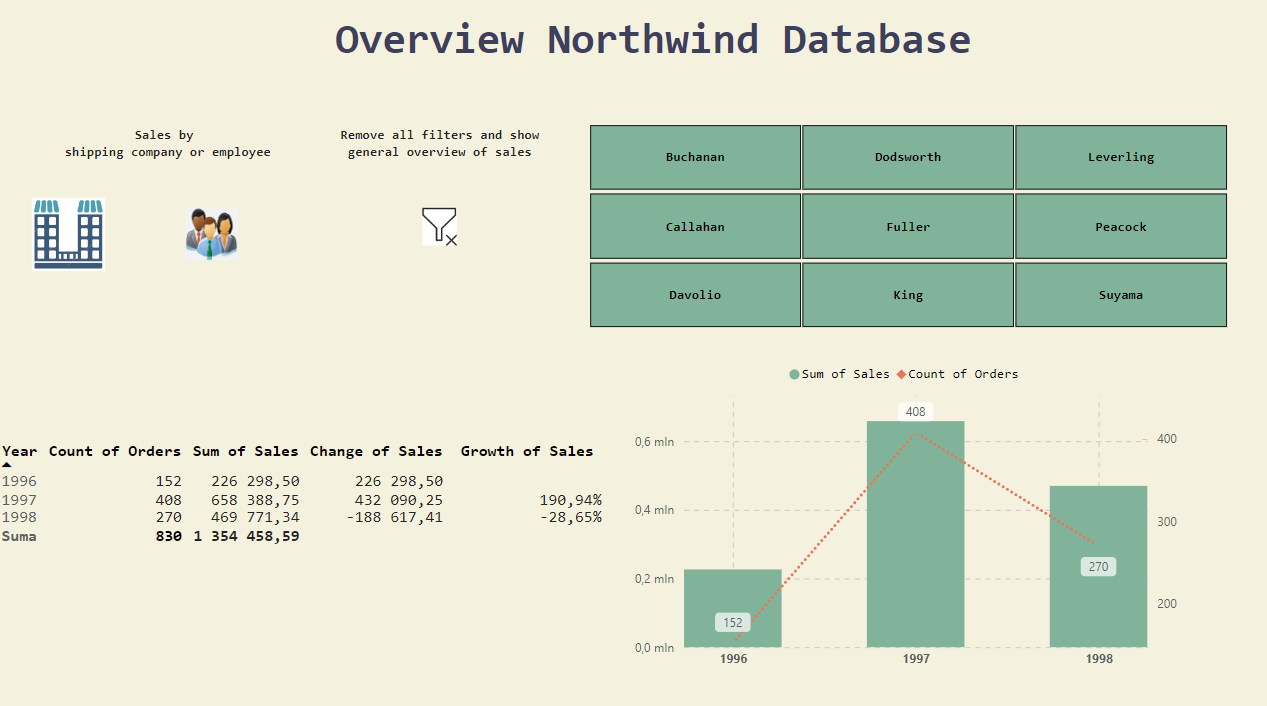 Overview Northwind Database
Sales by
shipping company or employee
Remove all filters and show
general overview of sales
Buchanan Dodsworth Leverling
Callahan Fuller Peacock
Davolio King Suyama
Year Count of Orders Sum of Sales Change of Sales Growth of Sales
1996 152 226 298,50 226 298,50
1997 408 658 388,75 432 090,25 190,94%
1998 270 469 771,34 -188 617,41 -28,65%
Suma 830 1 354 458,59
Sum of Sales Count of Orders
408
0,6 mln 400
0,4 mln 300
270
0,2 mln 200
152
0,0 mln
1996 1997 1998